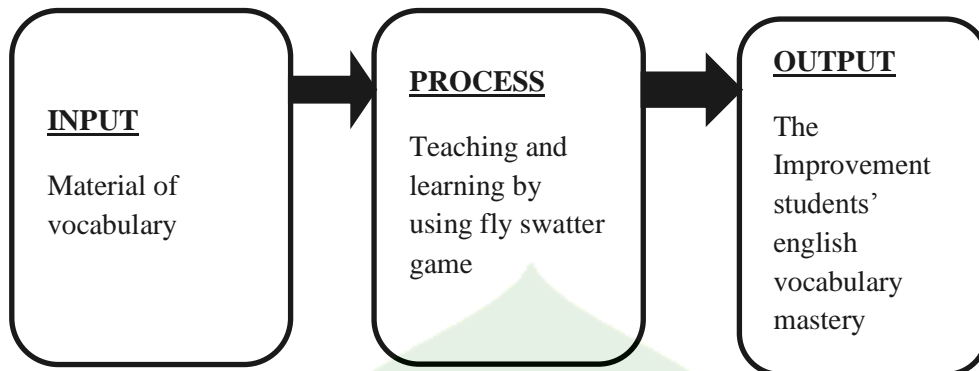 INPUT
Material of
vocabulary
PROCESS
Teaching and
learning by
using fly swatter
game
OUTPUT
The
Improvement
students’
english
vocabulary
mastery